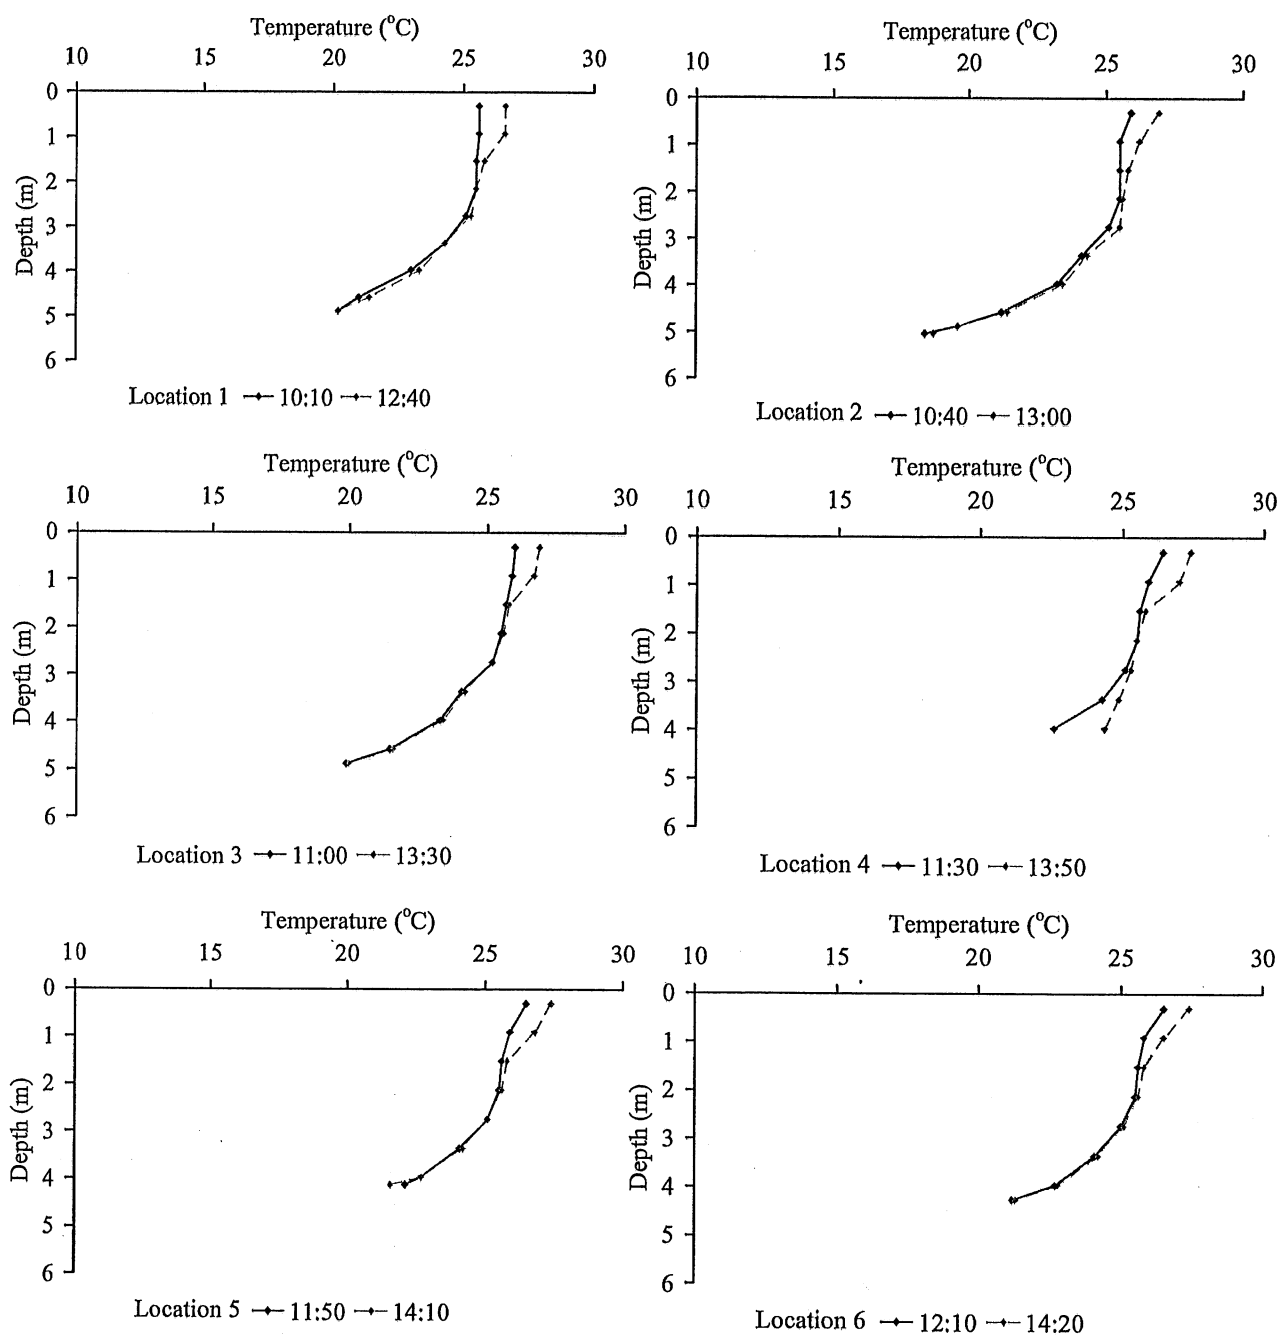 Temperature (°C)
10 15 20 25 30
0
1
2
3
4
5
6
Depth (m)
Location 1 10:10 12:40
Temperature (°C)
10 15 20 25 30
0
1
2
3
4
5
6
Depth (m)
Location 2 10:40 13:00
Temperature (°C)
10 15 20 25 30
0
1
2
3
4
5
6
Depth (m)
Location 3 11:00 13:30
Temperature (°C)
10 15 20 25 30
0
1
2
3
4
5
6
Depth (m)
Location 4 11:30 13:50
Temperature (°C)
10 15 20 25 30
0
1
2
3
4
5
6
Depth (m)
Location 5 11:50 14:10
Temperature (°C)
10 15 20 25 30
0
1
2
3
4
5
6
Depth (m)
Location 6 12:10 14:20